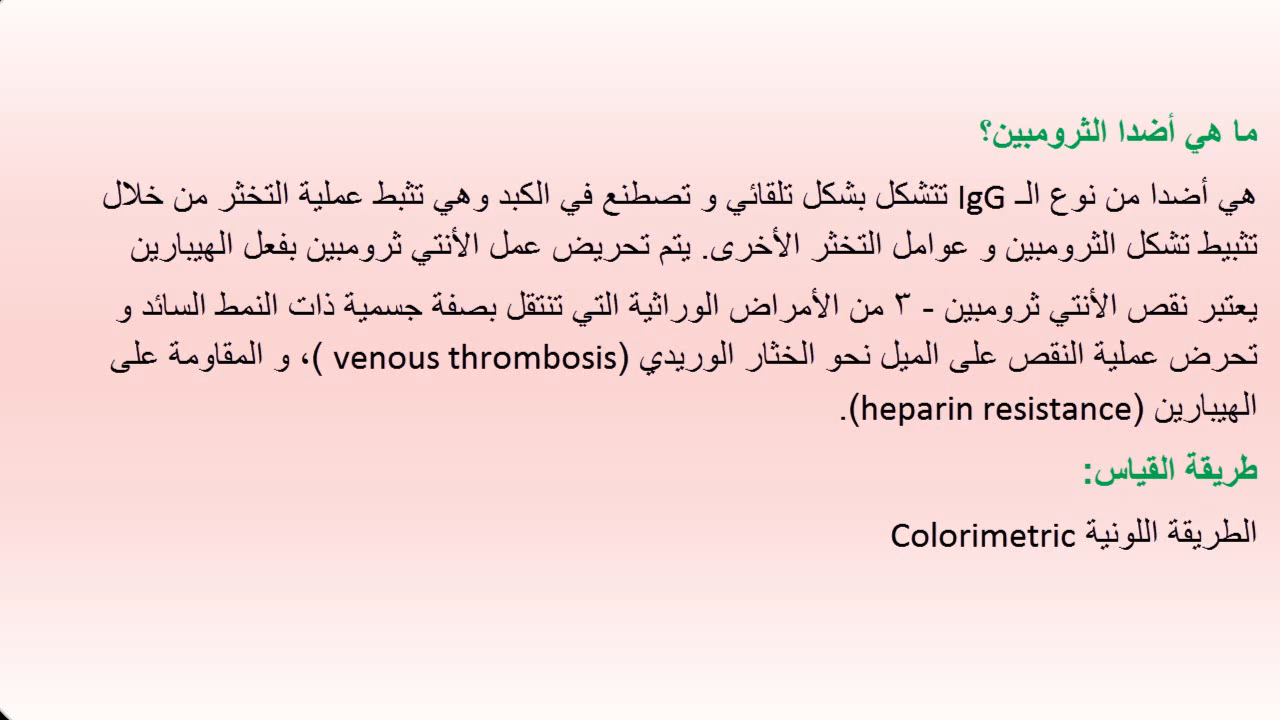 ما هي أضدا الثرومبين؟
هي أضدا من نوع الـ IgG تتشكل بشكل تلقائي و تصطنع في الكبد وهي تثبط عملية التخثر من خلال
تثبيط تشكل الثرومبين و عوامل التخثر الأخرى. يتم تحريض عمل الأنتي ثرومبين بفعل الهيبارين
يعتبر نقص الأنتي ثرومبين - ٣ من الأمراض الوراثية التي تنتقل بصفة جسمية ذات النمط السائد و
تحرض عملية النقص على الميل نحو الخثار الوريدي (venous thrombosis )، و المقاومة على
الهيبارين (heparin resistance).
طريقة القياس:
الطريقة اللونية Colorimetric